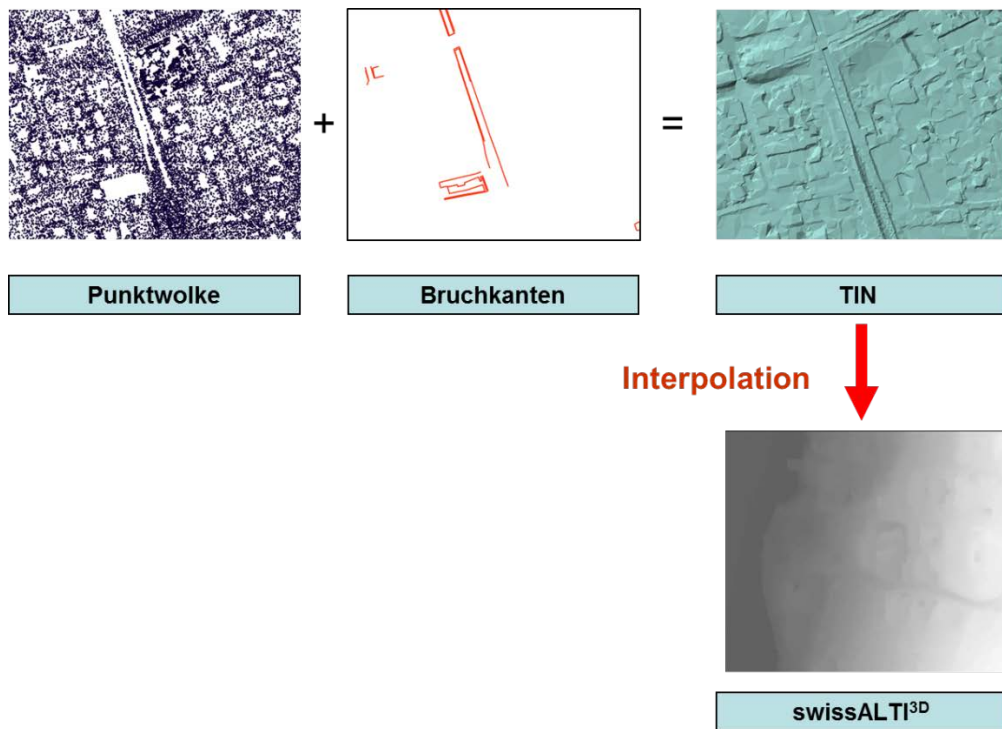 +
=
Punktwolke
Bruchkanten
TIN
Interpolation
swissALTI³ᴰ